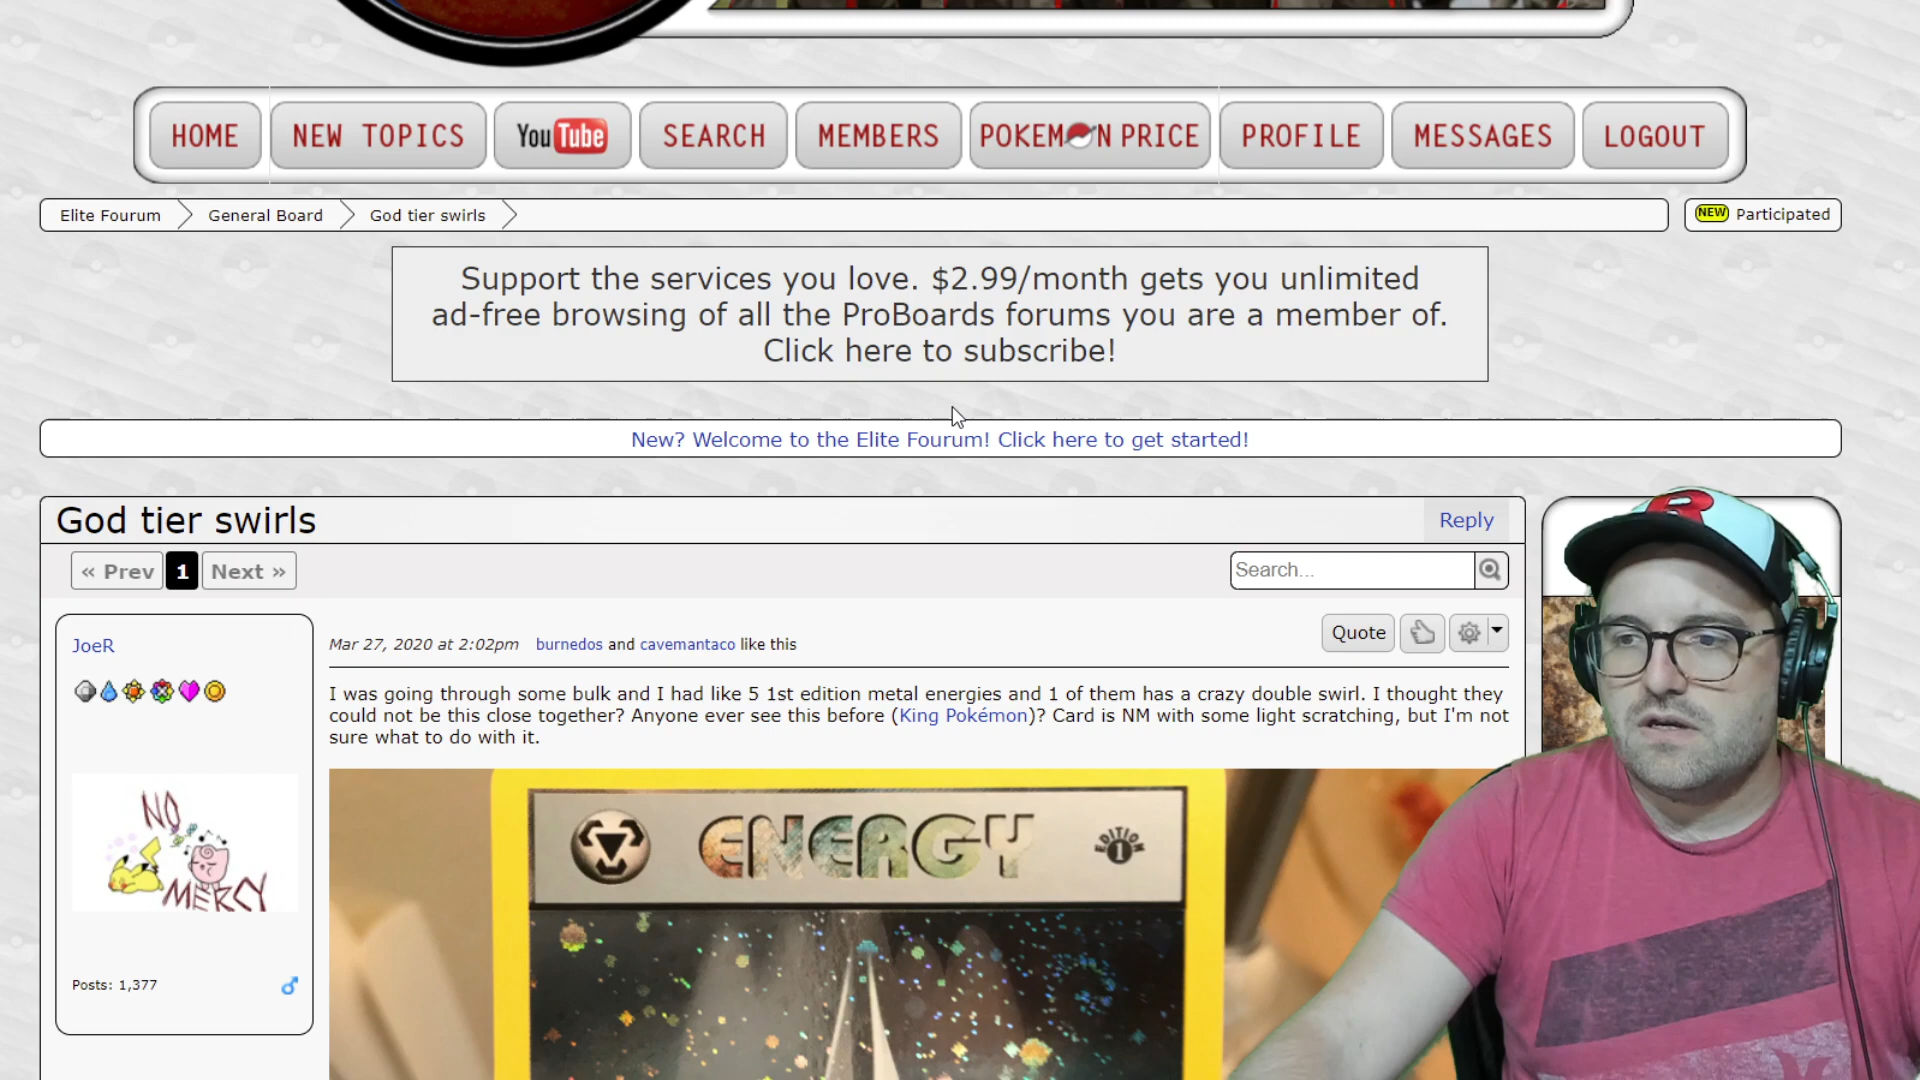 HOME NEW TOPICS YouTube SEARCH MEMBERS POKEMON PRICE PROFILE MESSAGES LOGOUT
Elite Fourum General Board God tier swirls NEW Participated
Support the services you love. $2.99/month gets you unlimited
ad-free browsing of all the ProBoards forums you are a member of.
Click here to subscribe!
New? Welcome to the Elite Fourum! Click here to get started!
God tier swirls Reply
« Prev 1 Next » Search...
JoeR
Mar 27, 2020 at 2:02pm burnedos and cavemantaco like this Quote
I was going through some bulk and I had like 5 1st edition metal energies and 1 of them has a crazy double swirl. I thought they
could not be this close together? Anyone ever see this before (King Pokémon)? Card is NM with some light scratching, but I'm not
sure what to do with it.
NO
MERCY
Posts: 1,377
ENERGY EDITION 1
R